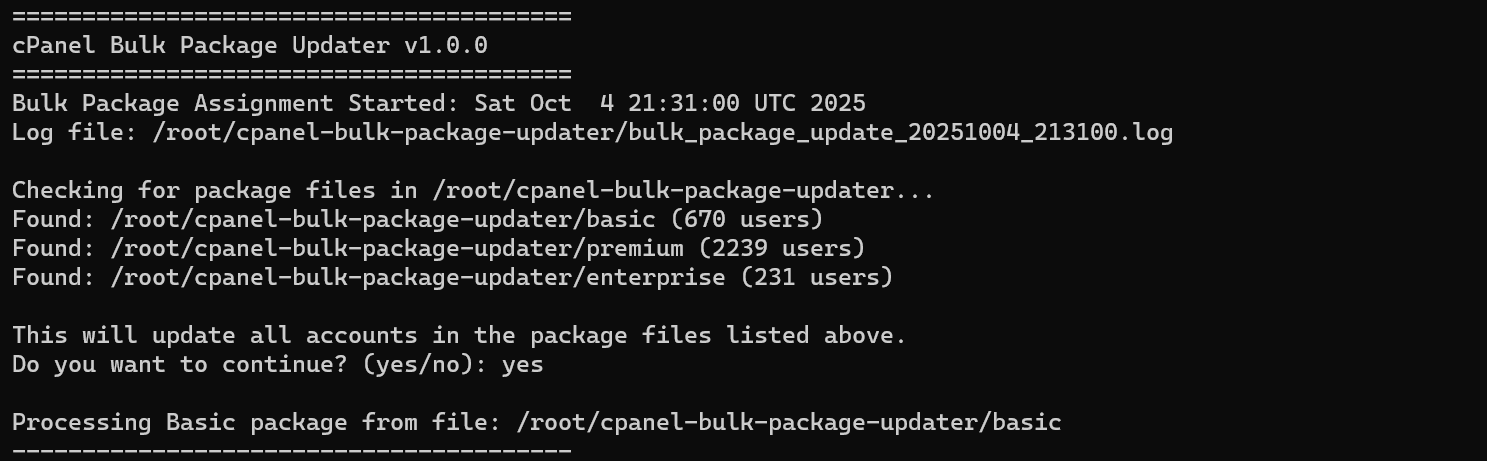 ========================================
cPanel Bulk Package Updater v1.0.0
========================================
Bulk Package Assignment Started: Sat Oct  4 21:31:00 UTC 2025
Log file: /root/cpanel-bulk-package-updater/bulk_package_update_20251004_213100.log
Checking for package files in /root/cpanel-bulk-package-updater...
Found: /root/cpanel-bulk-package-updater/basic (670 users)
Found: /root/cpanel-bulk-package-updater/premium (2239 users)
Found: /root/cpanel-bulk-package-updater/enterprise (231 users)
This will update all accounts in the package files listed above.
Do you want to continue? (yes/no): yes
Processing Basic package from file: /root/cpanel-bulk-package-updater/basic
----------------------------------------